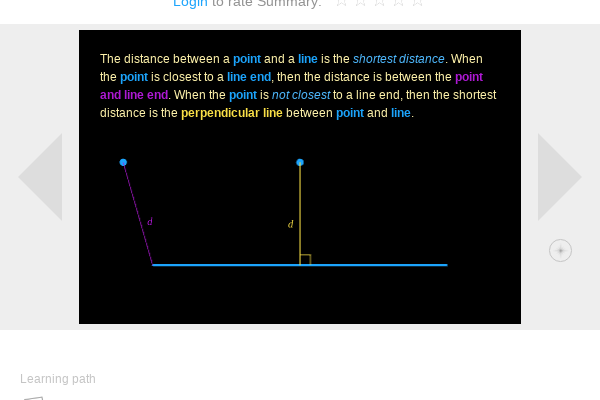 Login to rate Summary:
The distance between a point and a line is the shortest distance. When
the point is closest to a line end, then the distance is between the point
and line end. When the point is not closest to a line end, then the shortest
distance is the perpendicular line between point and line.
d
d
Learning path